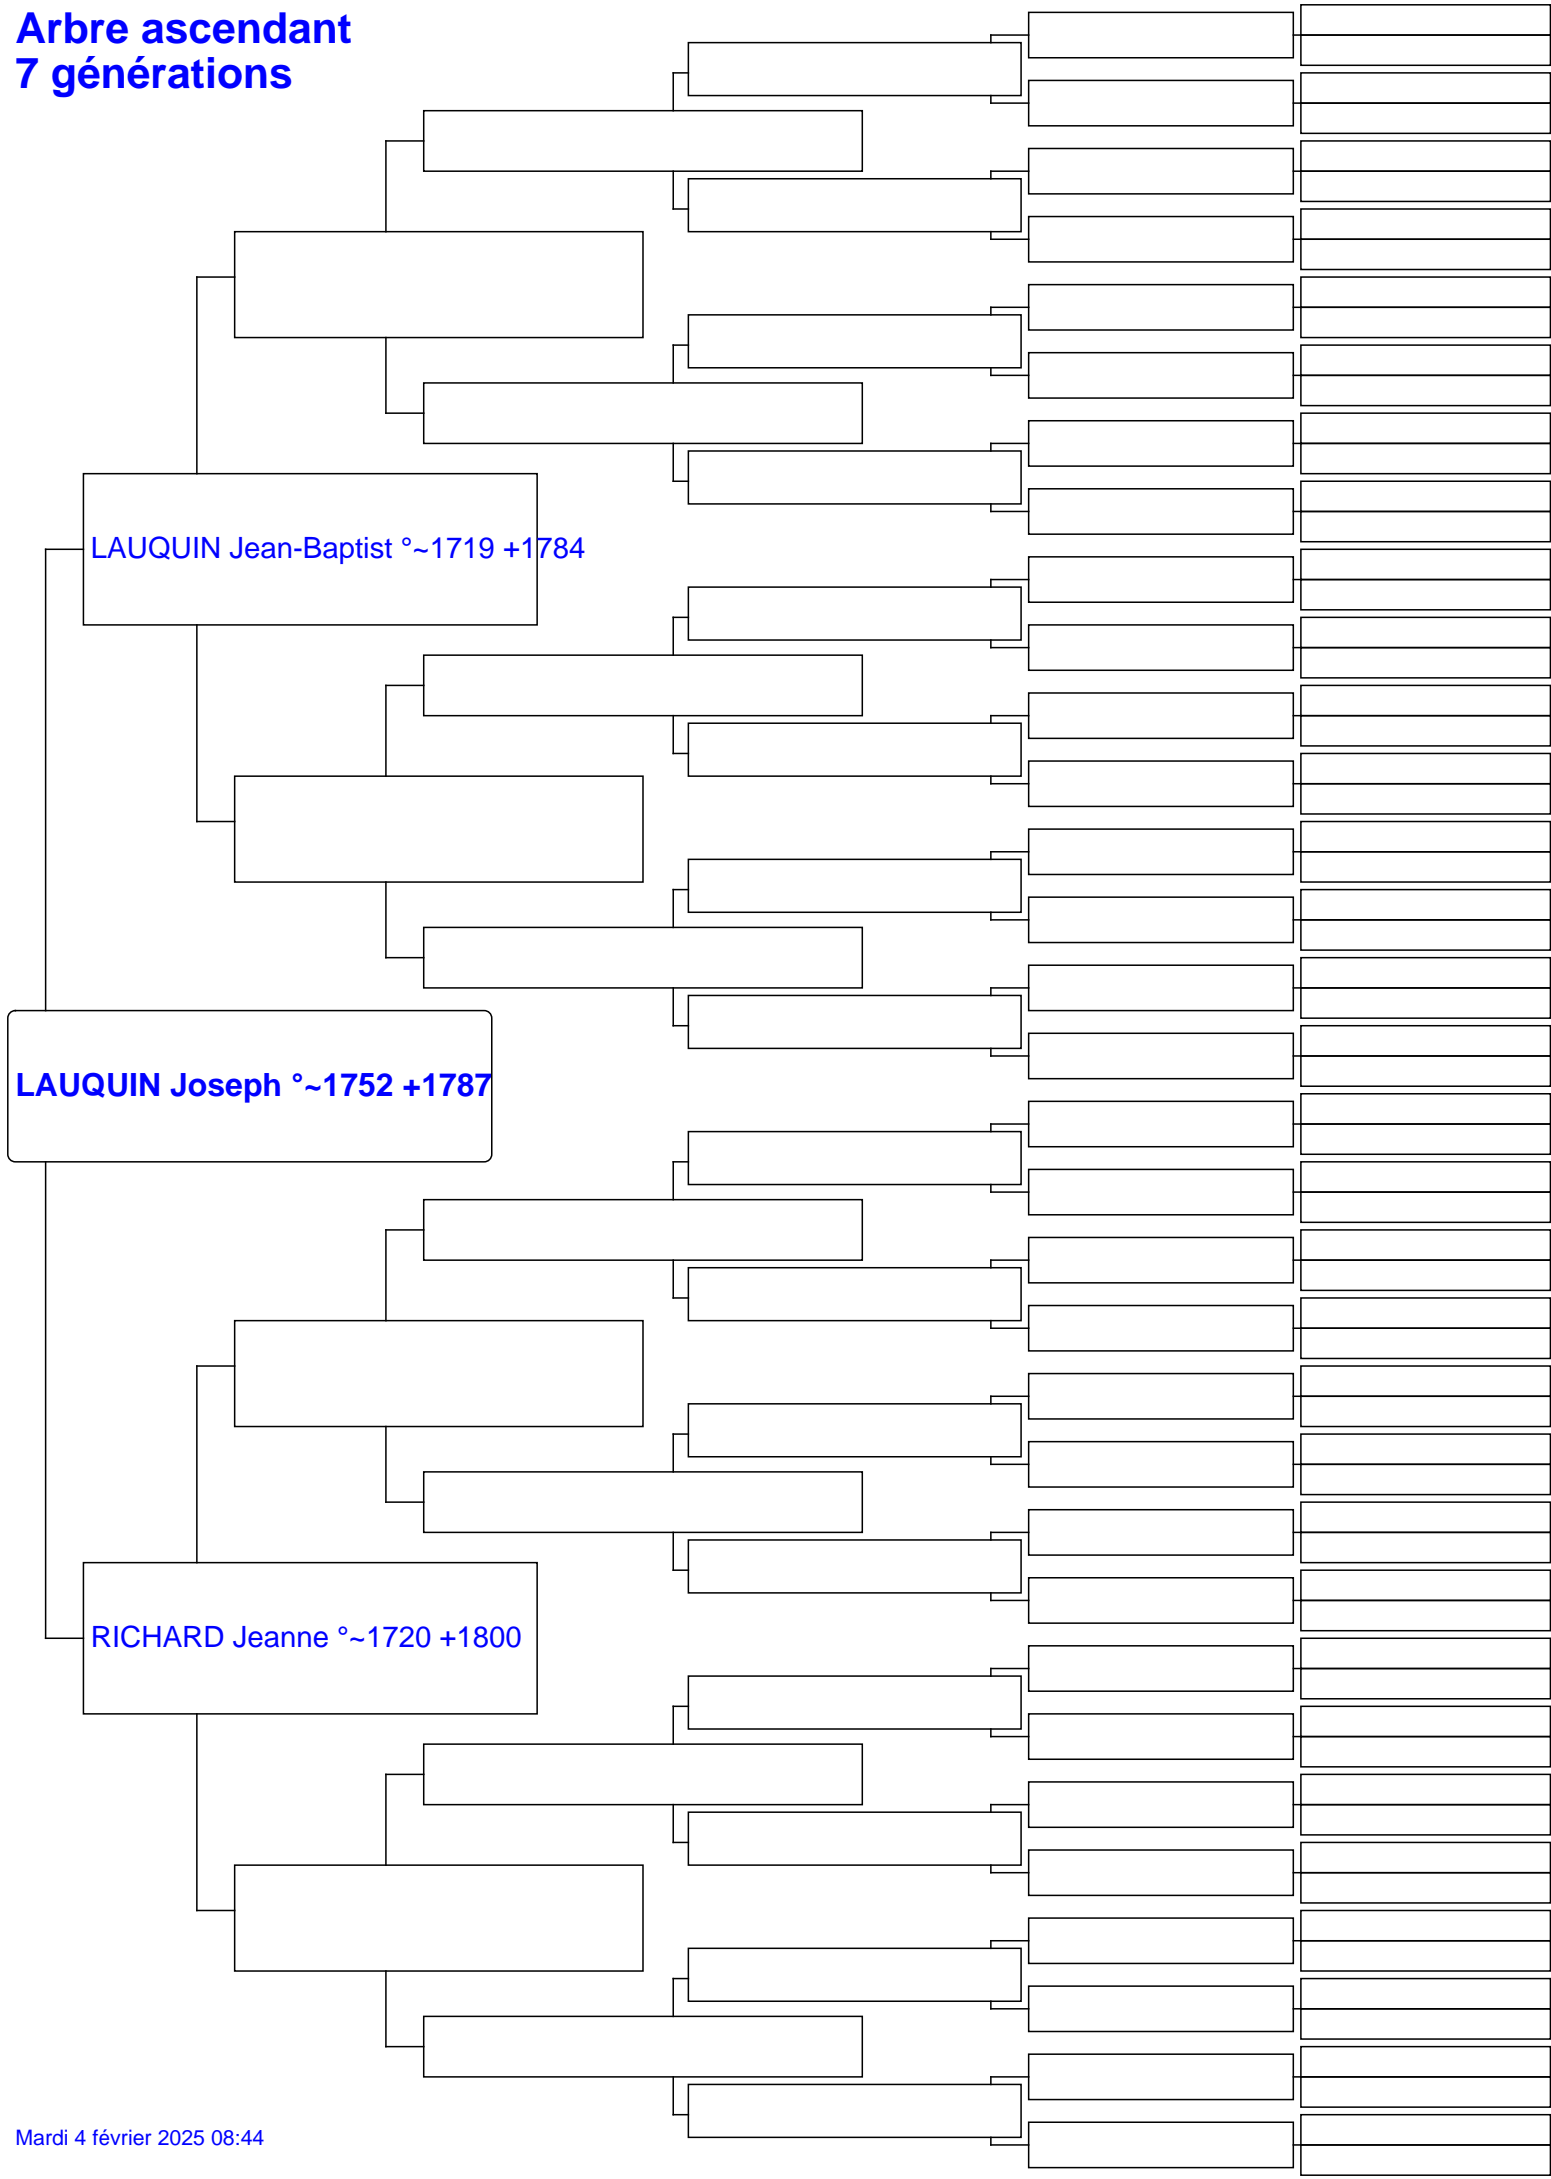 Arbre ascendant
7 générations
LAUQUIN Jean-Baptist °~1719 +1784
LAUQUIN Joseph °~1752 +1787
RICHARD Jeanne °~1720 +1800
Mardi 4 février 2025 08:44